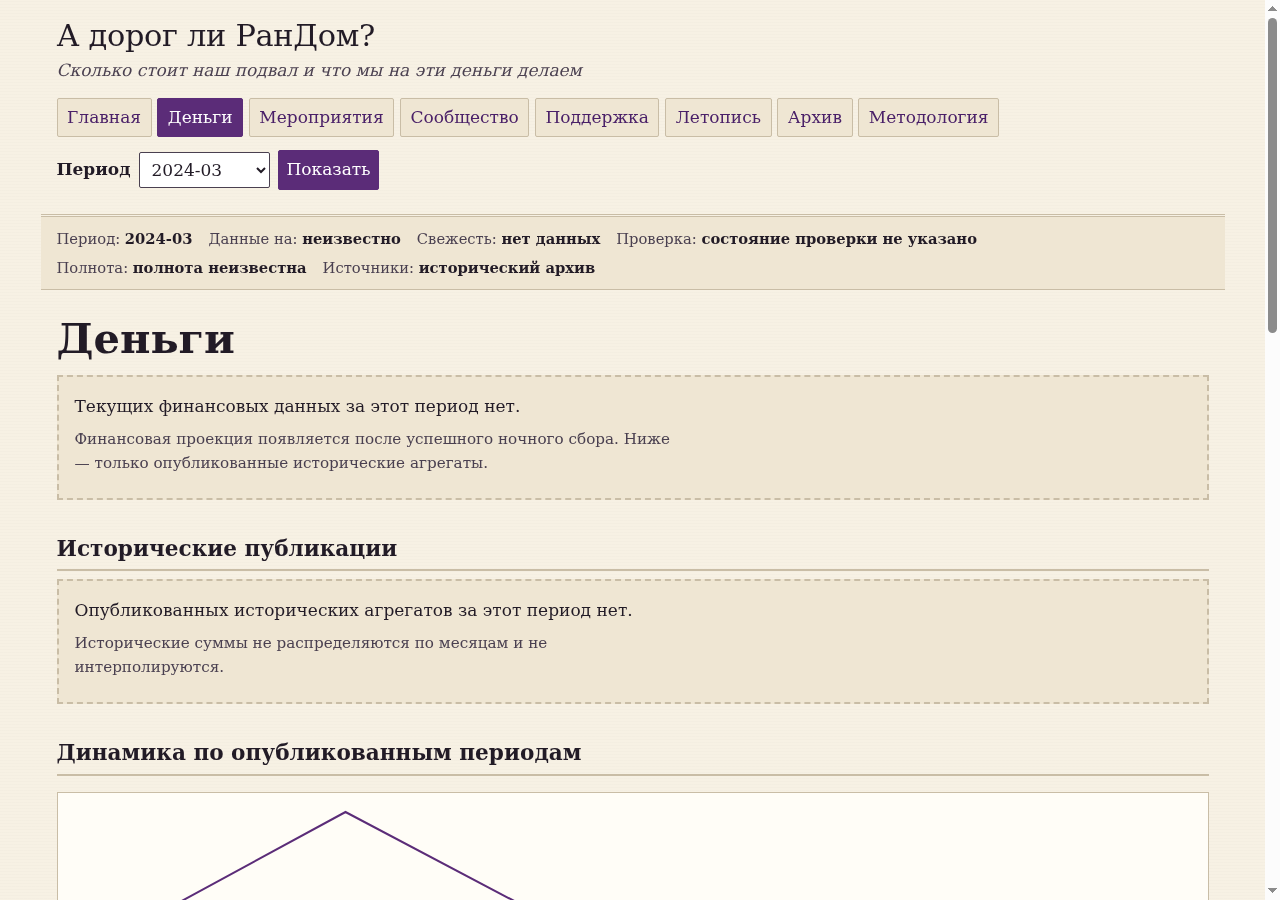 А дорог ли РанДом?
Сколько стоит наш подвал и что мы на эти деньги делаем
Главная Деньги Мероприятия Сообщество Поддержка Летопись Архив Методология
Период 2024-03 Показать
Период: 2024-03 Данные на: неизвестно Свежесть: нет данных Проверка: состояние проверки не указано
Полнота: полнота неизвестна Источники: исторический архив
Деньги
Текущих финансовых данных за этот период нет.
Финансовая проекция появляется после успешного ночного сбора. Ниже
— только опубликованные исторические агрегаты.
Исторические публикации
Опубликованных исторических агрегатов за этот период нет.
Исторические суммы не распределяются по месяцам и не
интерполируются.
Динамика по опубликованным периодам